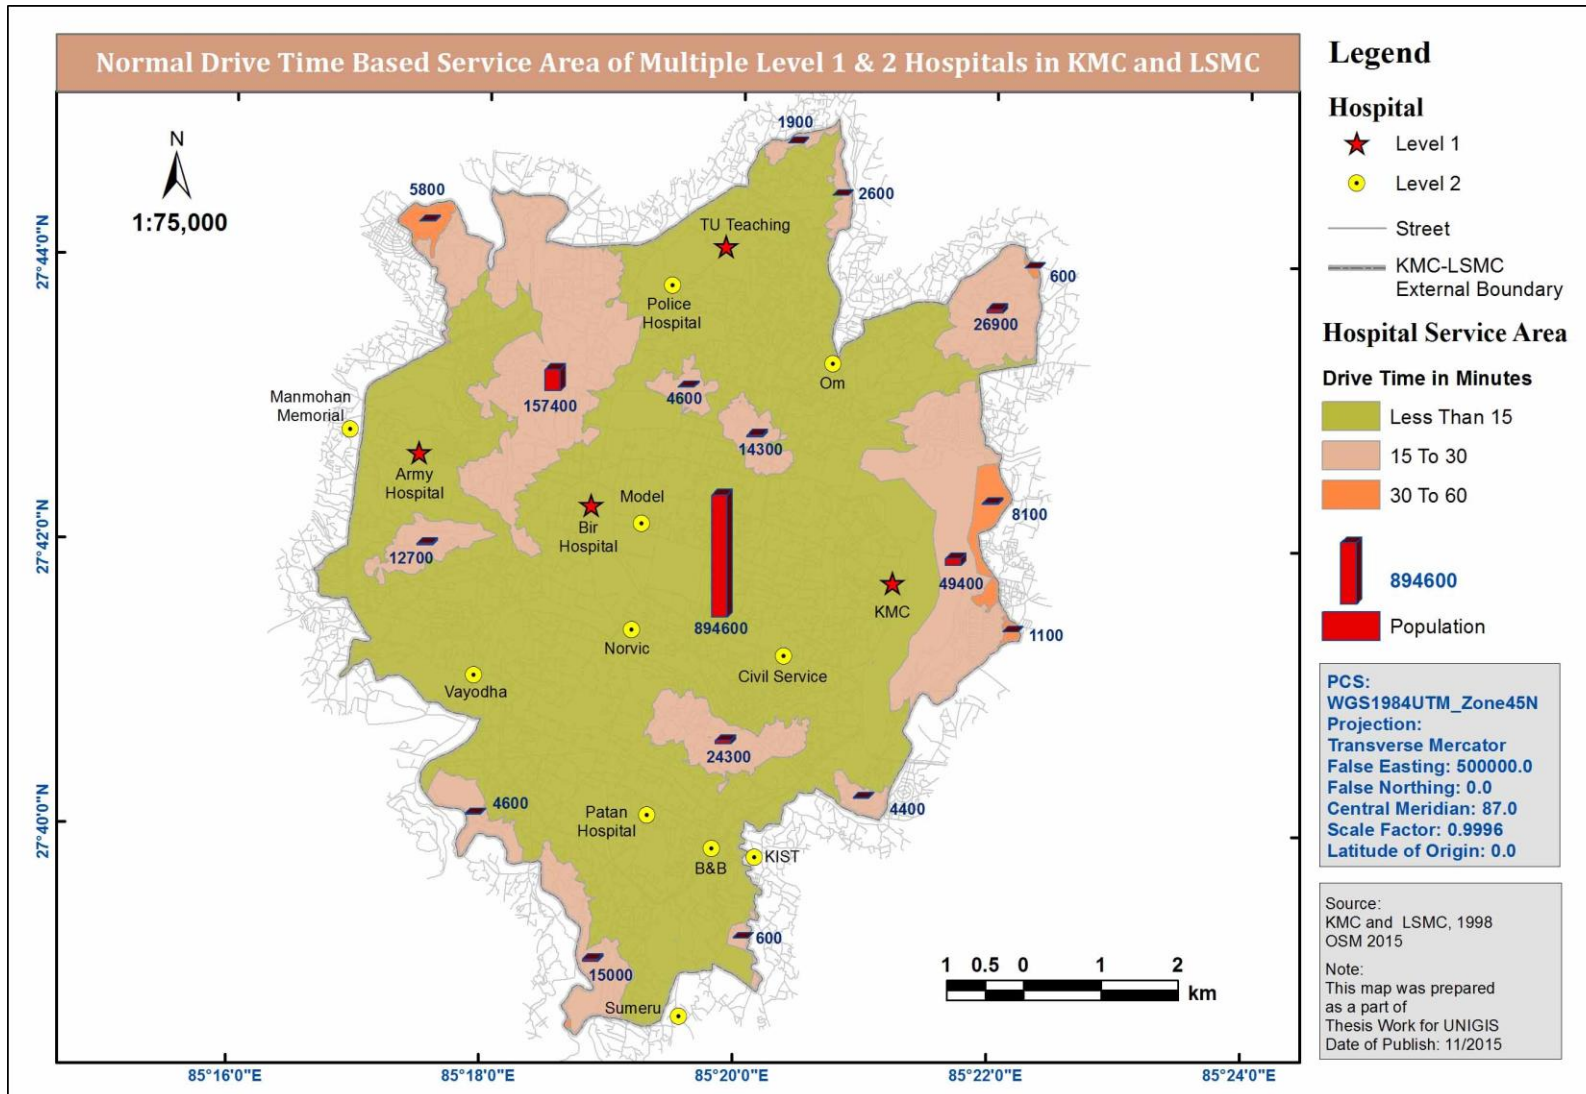 Normal Drive Time Based Service Area of Multiple Level 1 & 2 Hospitals in KMC and LSMC
N
1:75,000
27°44'0"N
27°42'0"N
27°40'0"N
85°16'0"E
85°18'0"E
85°20'0"E
85°22'0"E
85°24'0"E
1900
5800
2600
TU Teaching
600
Police
Hospital
26900
Om
4600
157400
Manmohan
Memorial
14300
Army
Hospital
Model
Bir
Hospital
8100
12700
49400
KMC
894600
1100
Norvic
Civil Service
Vayodha
24300
4600
4400
Patan
Hospital
B&B
KIST
600
15000
Sumeru
1 0.5 0 1 2
km
Legend
Hospital
Level 1
Level 2
Street
KMC-LSMC
External Boundary
Hospital Service Area
Drive Time in Minutes
Less Than 15
15 To 30
30 To 60
894600
Population
PCS:
WGS1984UTM_Zone45N
Projection:
Transverse Mercator
False Easting: 500000.0
False Northing: 0.0
Central Meridian: 87.0
Scale Factor: 0.9996
Latitude of Origin: 0.0
Source:
KMC and LSMC, 1998
OSM 2015
Note:
This map was prepared
as a part of
Thesis Work for UNIGIS
Date of Publish: 11/2015